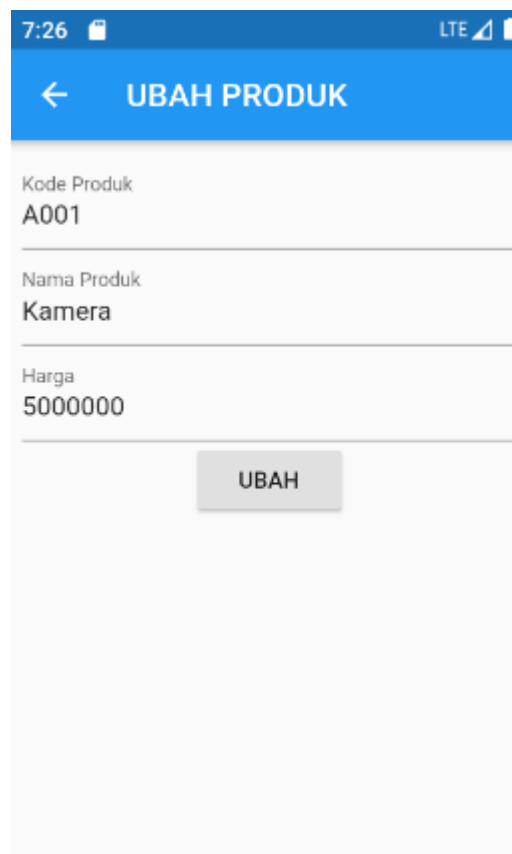 7:26 LTE
UBAH PRODUK
Kode Produk
A001
Nama Produk
Kamera
Harga
5000000
UBAH